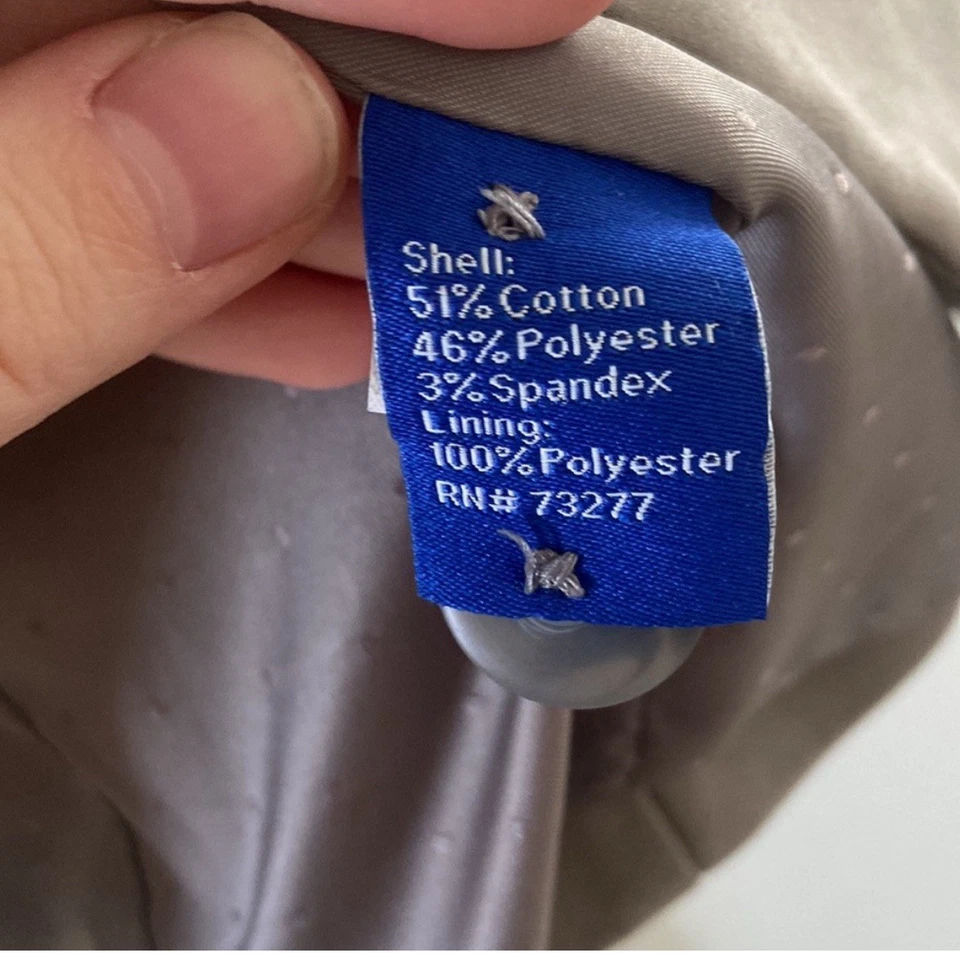 Shell:
51% Cotton
46% Polyester
3% Spandex
Lining:
100% Polyester
RN# 73277